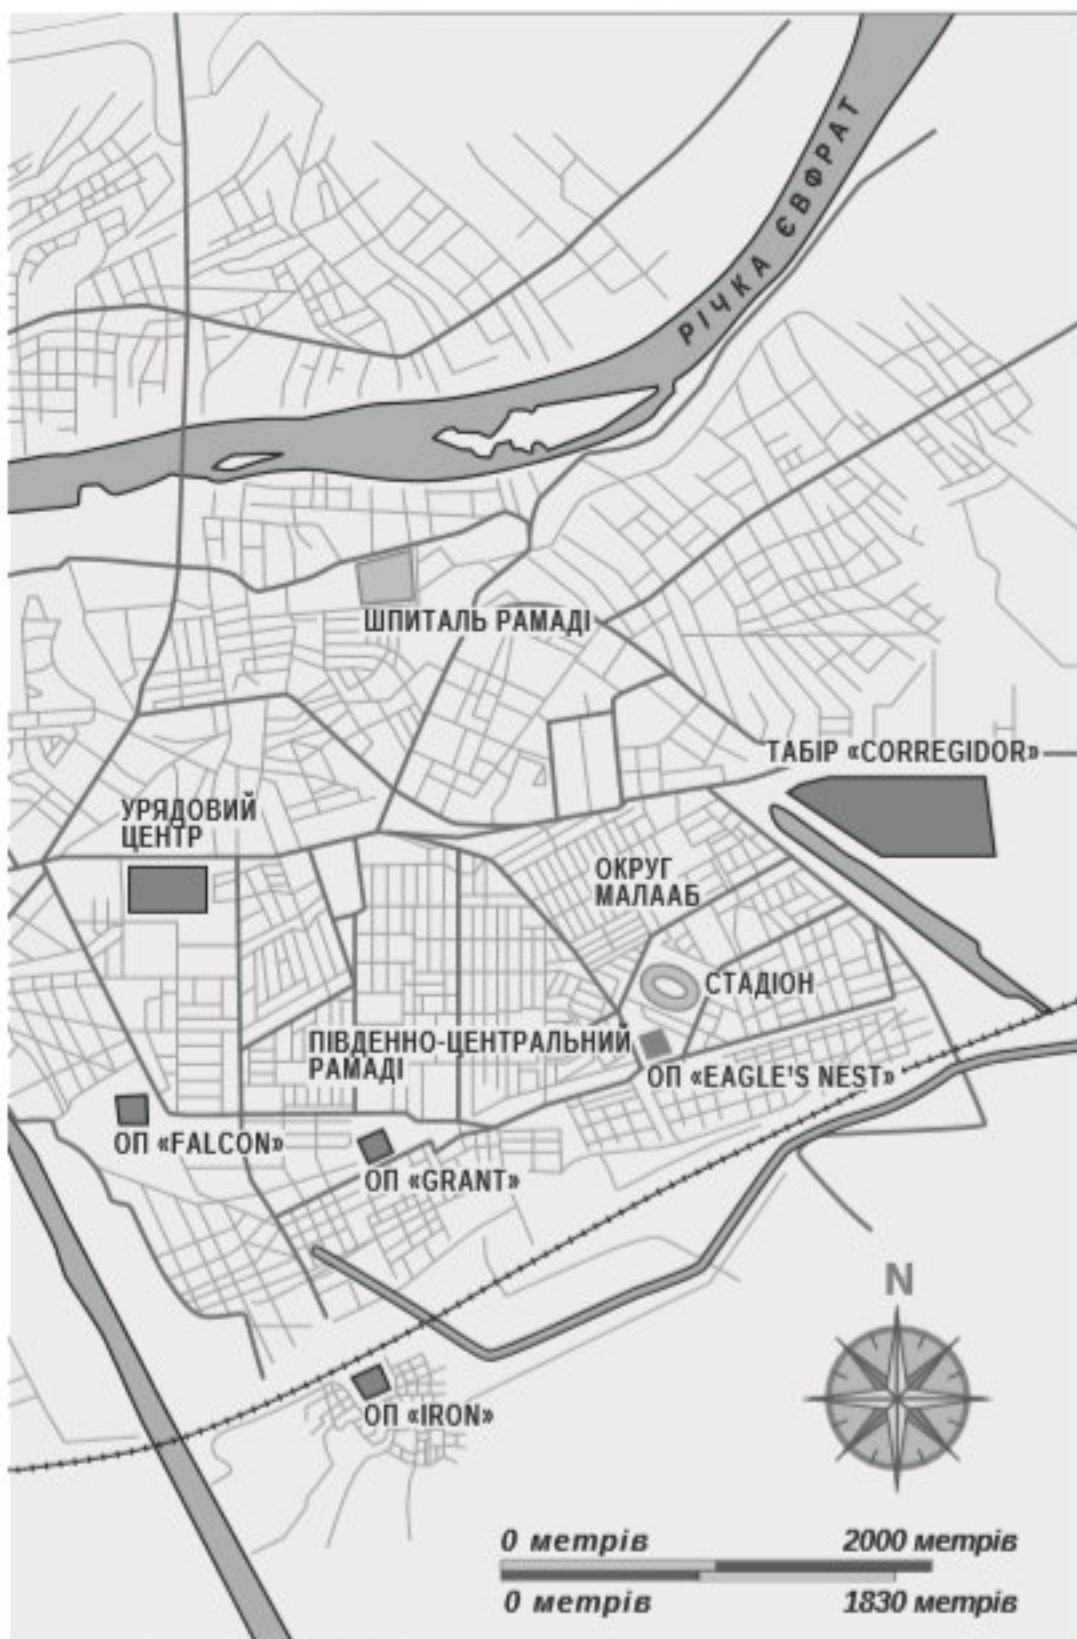 РІЧКА ЄВФРАТ
ШПИТАЛЬ РАМАДІ
ТАБІР «CORREGIDOR»
УРЯДОВИЙ
ЦЕНТР
ОКРУГ
МАЛААБ
СТАДІОН
ПІВДЕННО-ЦЕНТРАЛЬНИЙ
РАМАДІ
ОП «EAGLE'S NEST»
ОП «FALCON»
ОП «GRANT»
N
ОП «IRON»
0 метрів 2000 метрів
0 метрів 1830 метрів